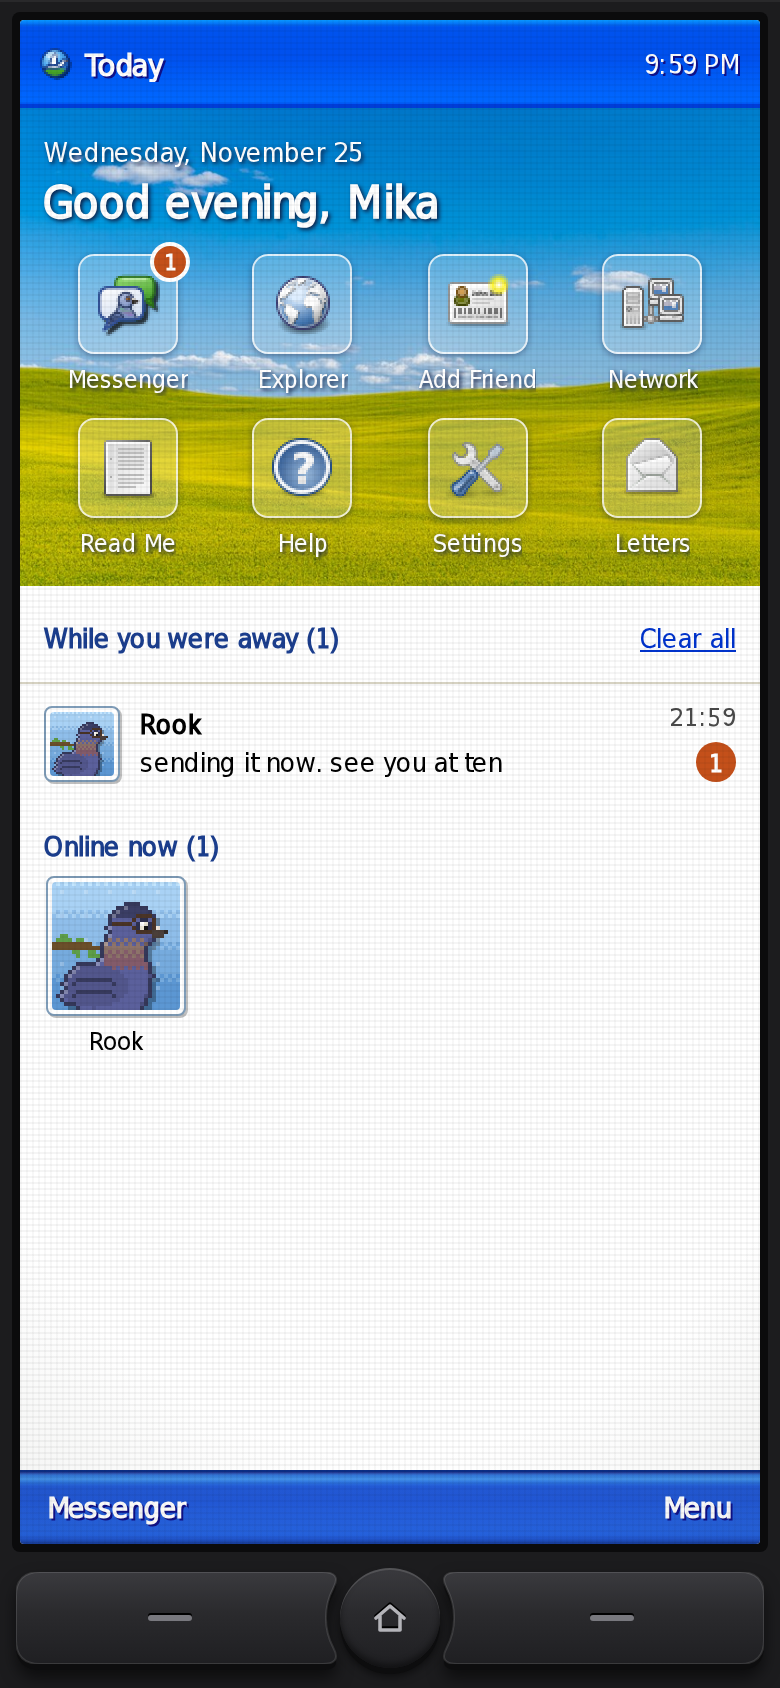 Today
9:59 PM
Wednesday, November 25
Good evening, Mika
1
Messenger
Explorer
Add Friend
Network
Read Me
Help
Settings
Letters
While you were away (1)
Clear all
Rook
21:59
sending it now. see you at ten
1
Online now (1)
Rook
Messenger
Menu